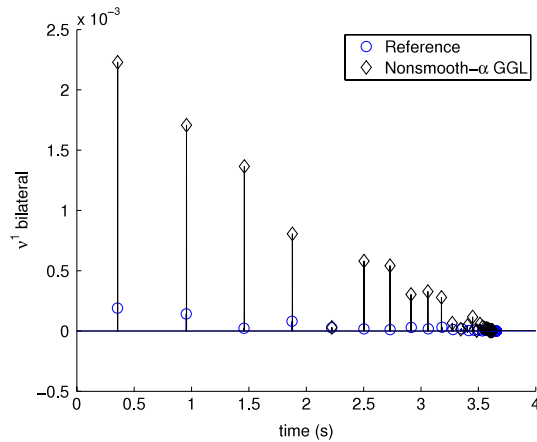 × 10⁻³
2.5
2
1.5
1
0.5
0
−0.5
0 0.5 1 1.5 2 2.5 3 3.5 4
ν¹ bilateral
time (s)
Reference
Nonsmooth−α GGL